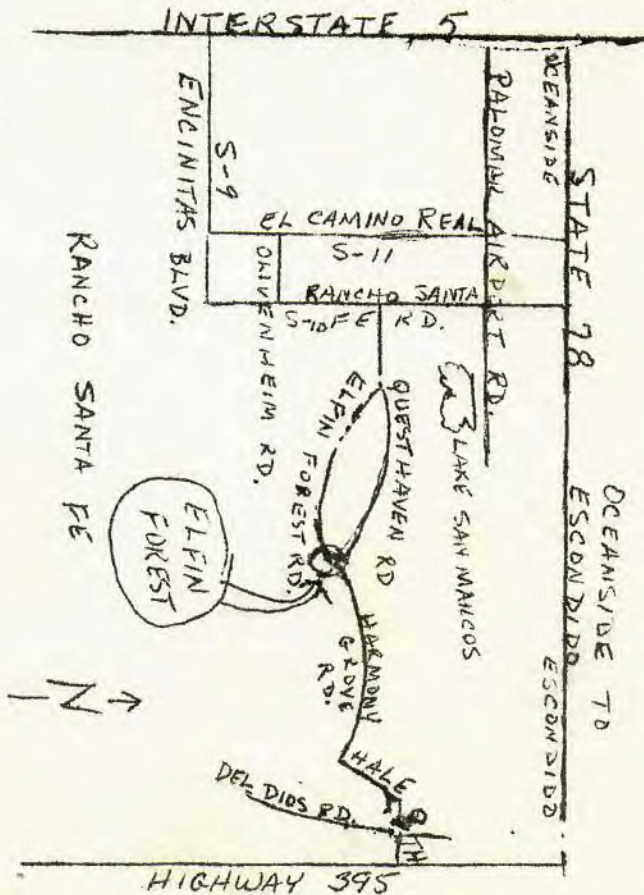 INTERSTATE 5
OCEANSIDE
STATE 78
PALOMAR AIRPORT RD.
ENCINITAS BLVD.
S-9
EL CAMINO REAL
S-11
OLIVENHEIM RD.
RANCHO SANTA
S-10 FE RD.
RANCHO SANTA FE
ELFIN FOREST RD.
QUESTHAVEN RD
LAKE SAN MARCOS
OCEANSIDE TO
ESCONDIDO
ESCONDIDO
ELFIN
FOREST
HARMONY
GROVE
RD.
N
HALE
DEL DIOS RD.
9TH
HIGHWAY 395